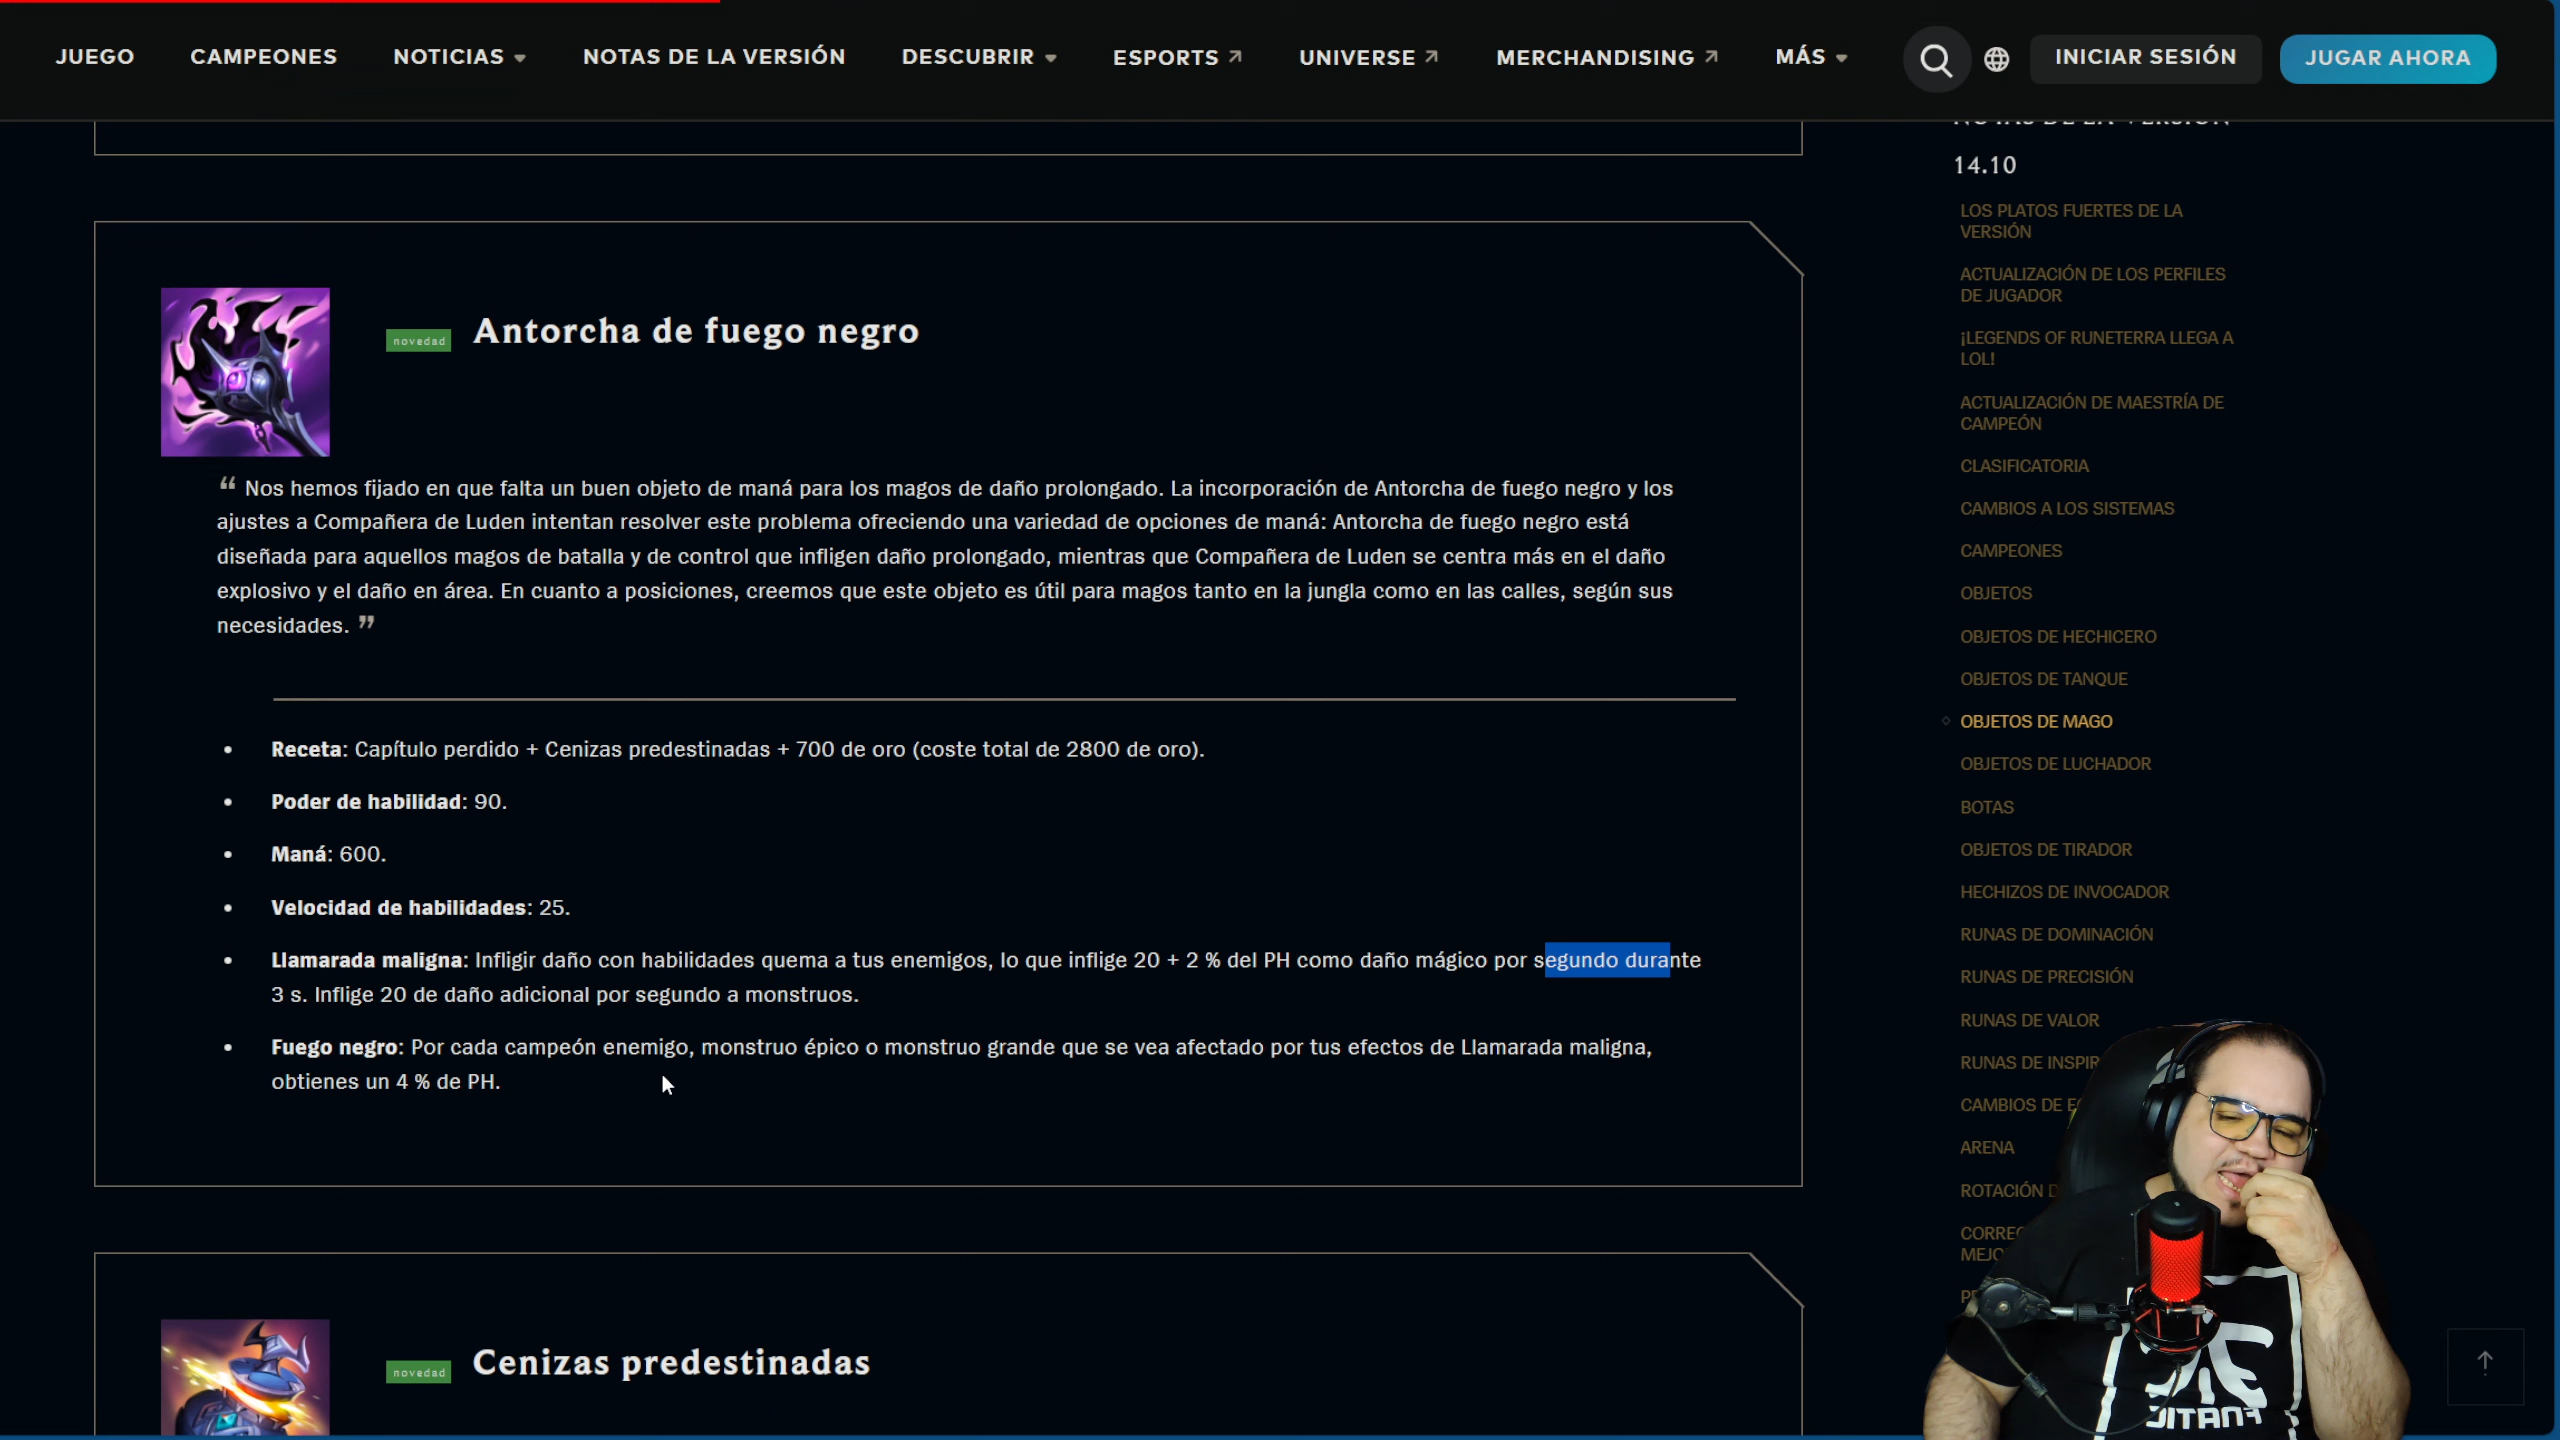 JUEGO CAMPEONES NOTICIAS NOTAS DE LA VERSIÓN DESCUBRIR ESPORTS UNIVERSE MERCHANDISING MÁS INICIAR SESIÓN JUGAR AHORA
NOTAS DE LA VERSIÓN
14.10
LOS PLATOS FUERTES DE LA
VERSIÓN
ACTUALIZACIÓN DE LOS PERFILES
DE JUGADOR
¡LEGENDS OF RUNETERRA LLEGA A
LOL!
ACTUALIZACIÓN DE MAESTRÍA DE
CAMPEÓN
CLASIFICATORIA
CAMBIOS A LOS SISTEMAS
CAMPEONES
OBJETOS
OBJETOS DE HECHICERO
OBJETOS DE TANQUE
OBJETOS DE MAGO
OBJETOS DE LUCHADOR
BOTAS
OBJETOS DE TIRADOR
HECHIZOS DE INVOCADOR
RUNAS DE DOMINACIÓN
RUNAS DE PRECISIÓN
RUNAS DE VALOR
RUNAS DE INSPIR
CAMBIOS DE E
ARENA
ROTACIÓN D
CORREC
MEJO
novedad Antorcha de fuego negro
“ Nos hemos fijado en que falta un buen objeto de maná para los magos de daño prolongado. La incorporación de Antorcha de fuego negro y los
ajustes a Compañera de Luden intentan resolver este problema ofreciendo una variedad de opciones de maná: Antorcha de fuego negro está
diseñada para aquellos magos de batalla y de control que infligen daño prolongado, mientras que Compañera de Luden se centra más en el daño
explosivo y el daño en área. En cuanto a posiciones, creemos que este objeto es útil para magos tanto en la jungla como en las calles, según sus
necesidades. ”
• Receta: Capítulo perdido + Cenizas predestinadas + 700 de oro (coste total de 2800 de oro).
• Poder de habilidad: 90.
• Maná: 600.
• Velocidad de habilidades: 25.
• Llamarada maligna: Infligir daño con habilidades quema a tus enemigos, lo que inflige 20 + 2 % del PH como daño mágico por segundo durante
3 s. Inflige 20 de daño adicional por segundo a monstruos.
• Fuego negro: Por cada campeón enemigo, monstruo épico o monstruo grande que se vea afectado por tus efectos de Llamarada maligna,
obtienes un 4 % de PH.
novedad Cenizas predestinadas
FNATIC